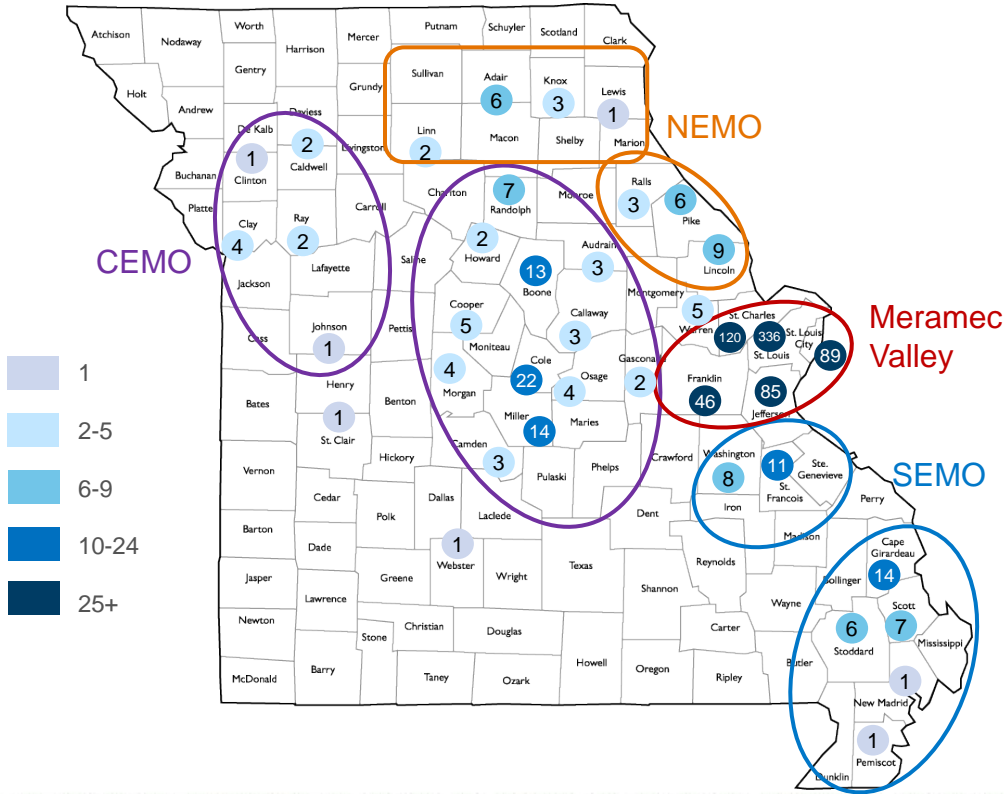 Worth
Putnam
Schuyler
Scotland
Atchison
Nodaway
Harrison
Mercer
Clark
Gentry
Sullivan
Adair
6
Knox
3
Lewis
1
Grundy
Holt
Andrew
Daviess
De Kalb
NEMO
Linn
2
Macon
Shelby
Marion
Livingston
2
Caldwell
1
Clinton
Buchanan
Platte
Clay
4
Ray
2
Carroll
Chariton
7
Randolph
Monroe
Ralls
3
6
Pike
9
Lincoln
CEMO
Lafayette
Jackson
Saline
2
Howard
Audrain
3
13
Boone
Montgomery
Cass
Johnson
1
Pettis
Cooper
5
Moniteau
4
Morgan
Callaway
3
Cole
22
Osage
4
Gasconade
2
5
Warren
St. Charles
120
336
St. Louis
St. Louis
City
89
Meramec
Valley
Franklin
46
85
Jefferson
1
2-5
6-9
10-24
25+
Henry
Bates
Benton
1
St. Clair
Miller
14
Maries
Camden
3
Hickory
Pulaski
Phelps
Crawford
Washington
8
Iron
11
St.
Francois
Ste.
Genevieve
SEMO
Perry
Vernon
Cedar
Dallas
Laclede
Polk
Dent
Madison
Barton
Dade
1
Webster
Wright
Texas
Reynolds
Cape
Girardeau
14
Bollinger
Jasper
Greene
Shannon
Wayne
Lawrence
Scott
7
6
Stoddard
Mississippi
Newton
Stone
Christian
Douglas
Carter
Butler
McDonald
Barry
Taney
Ozark
Howell
Oregon
Ripley
1
New Madrid
1
Pemiscot
Dunklin